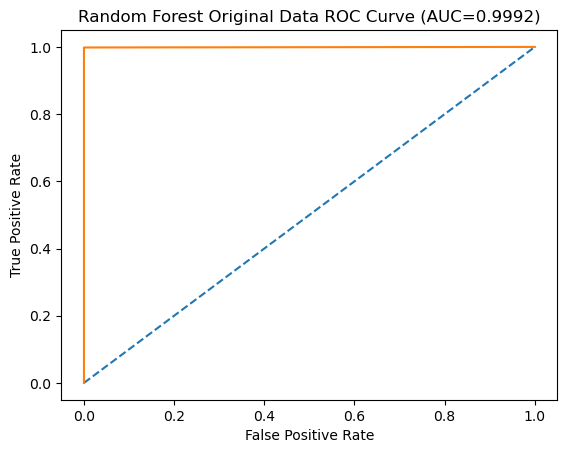 Random Forest Original Data ROC Curve (AUC=0.9992)
1.0
0.8
0.6
0.4
0.2
0.0
True Positive Rate
0.0 0.2 0.4 0.6 0.8 1.0
False Positive Rate